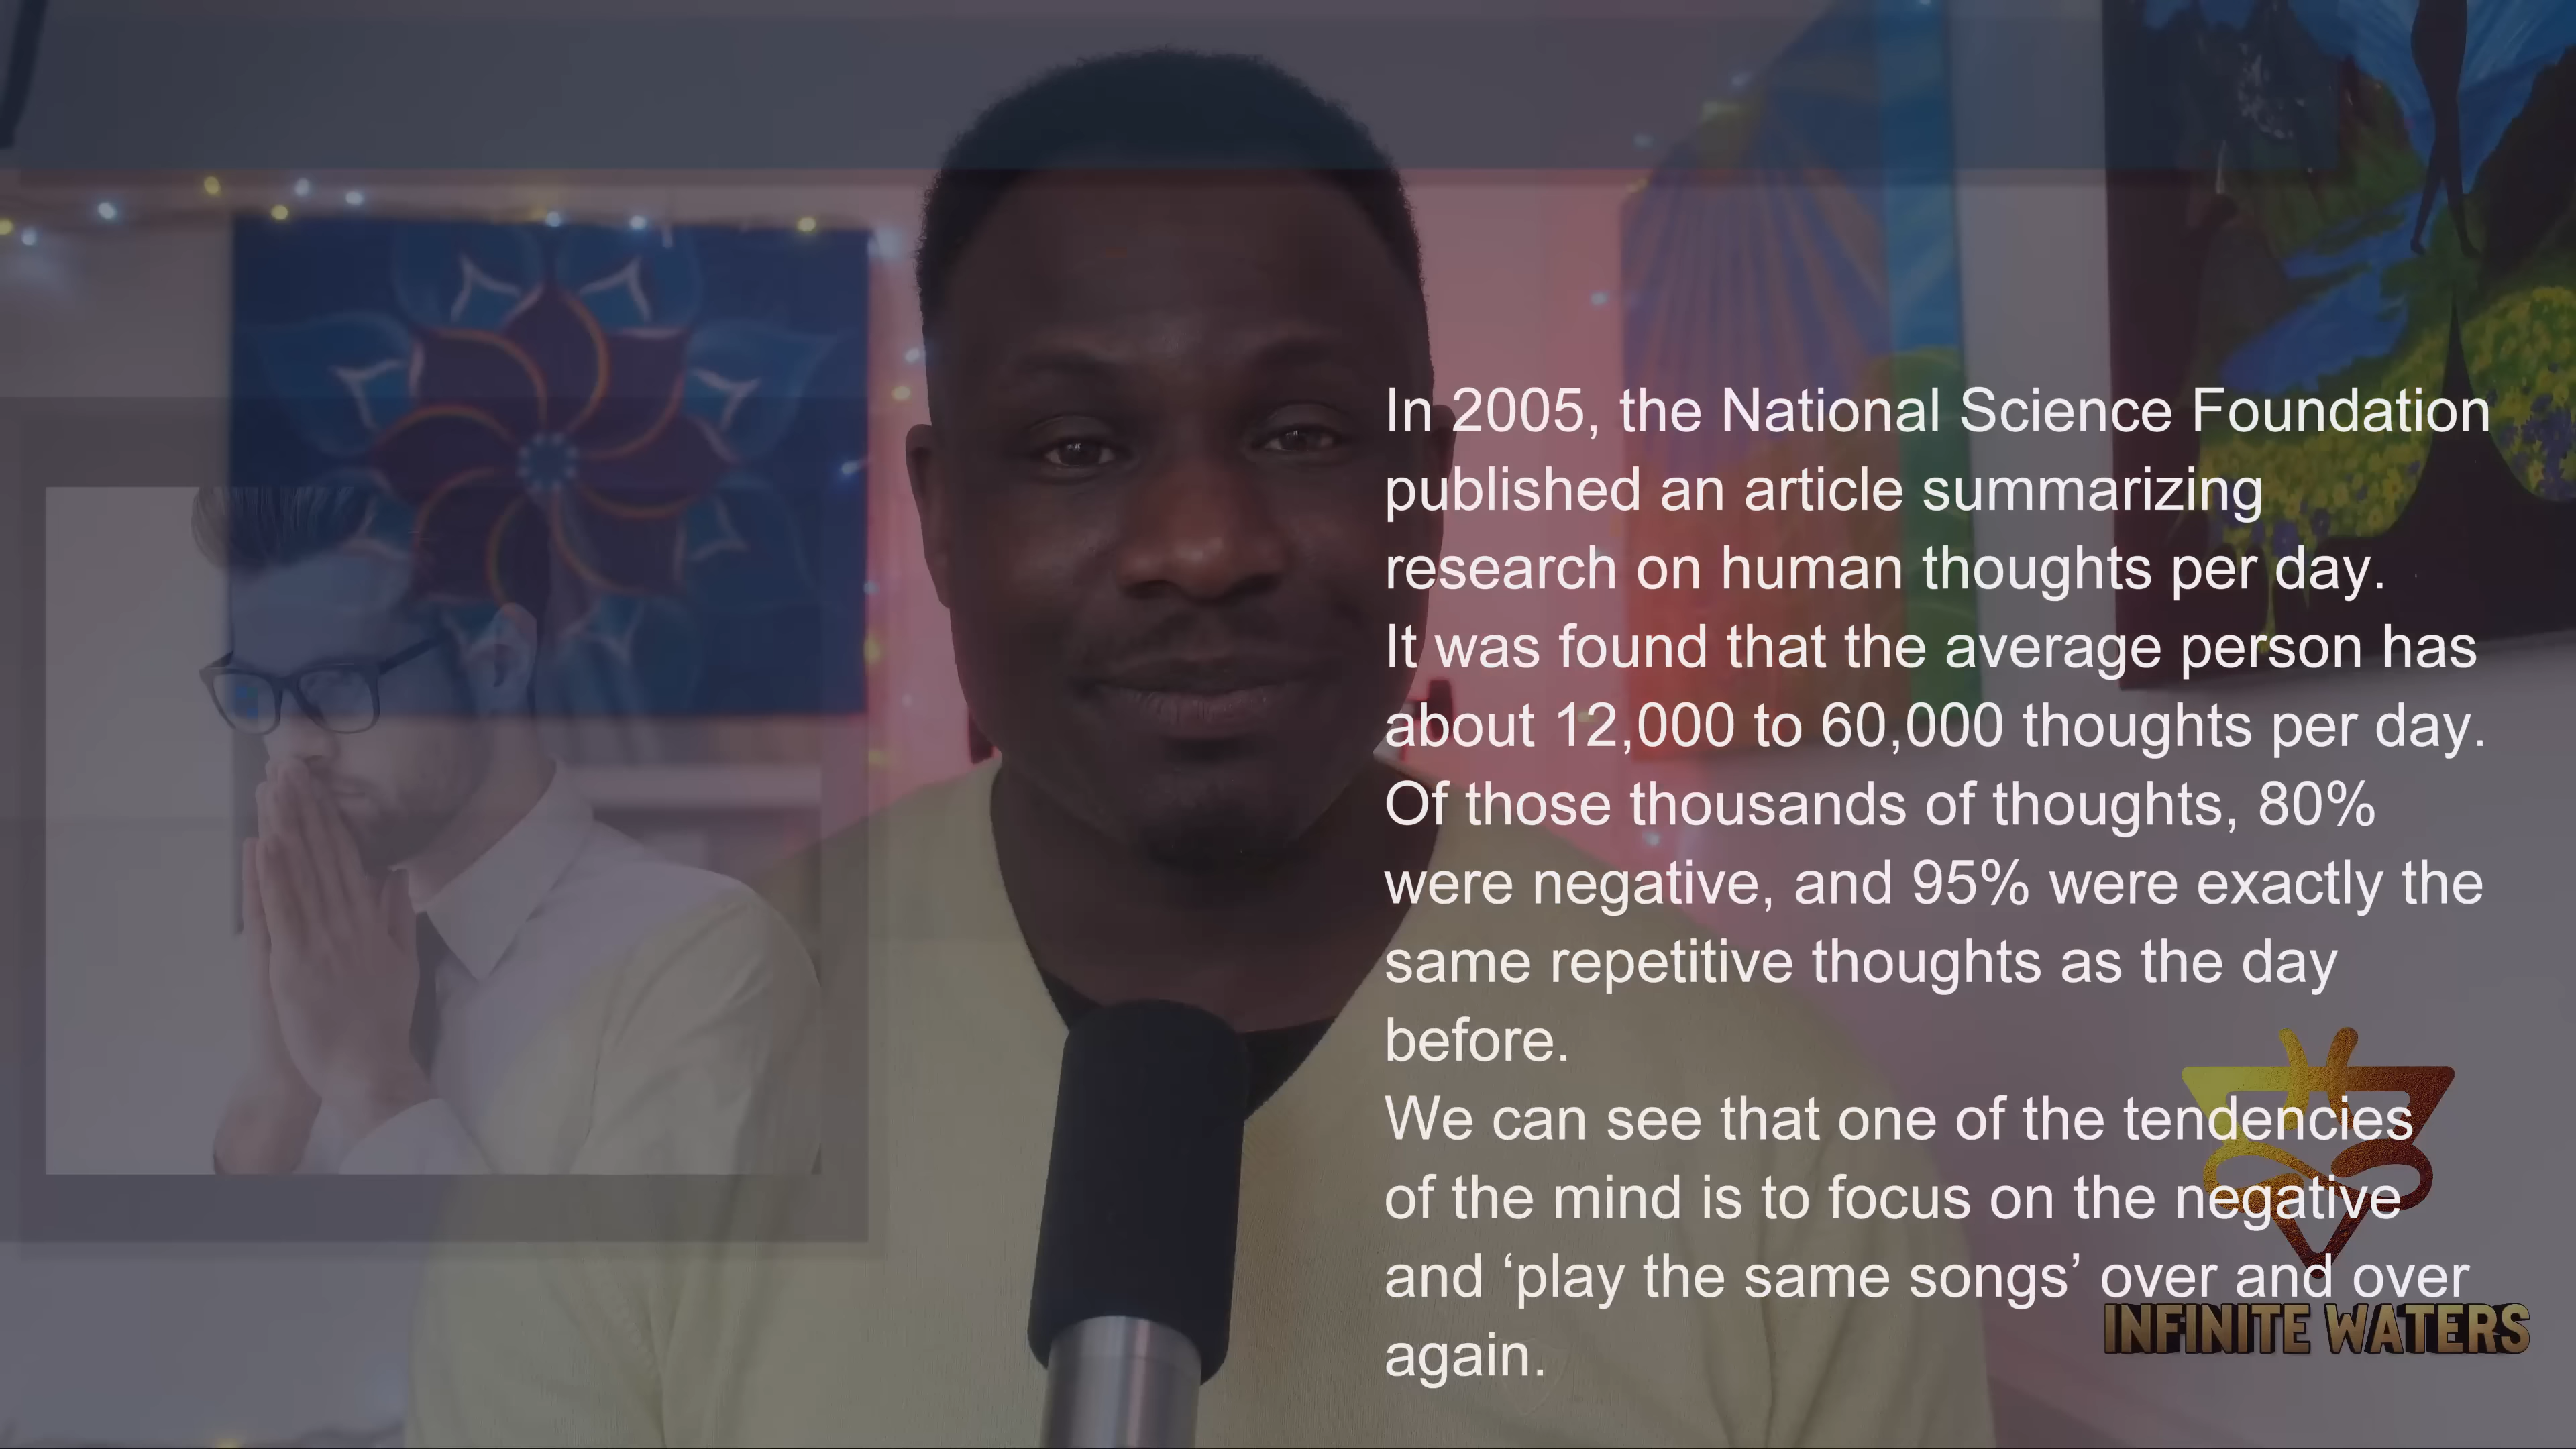 In 2005, the National Science Foundation
published an article summarizing
research on human thoughts per day.
It was found that the average person has
about 12,000 to 60,000 thoughts per day.
Of those thousands of thoughts, 80%
were negative, and 95% were exactly the
same repetitive thoughts as the day
before.
We can see that one of the tendencies
of the mind is to focus on the negative
and ‘play the same songs’ over and over
again.
INFINITE WATERS